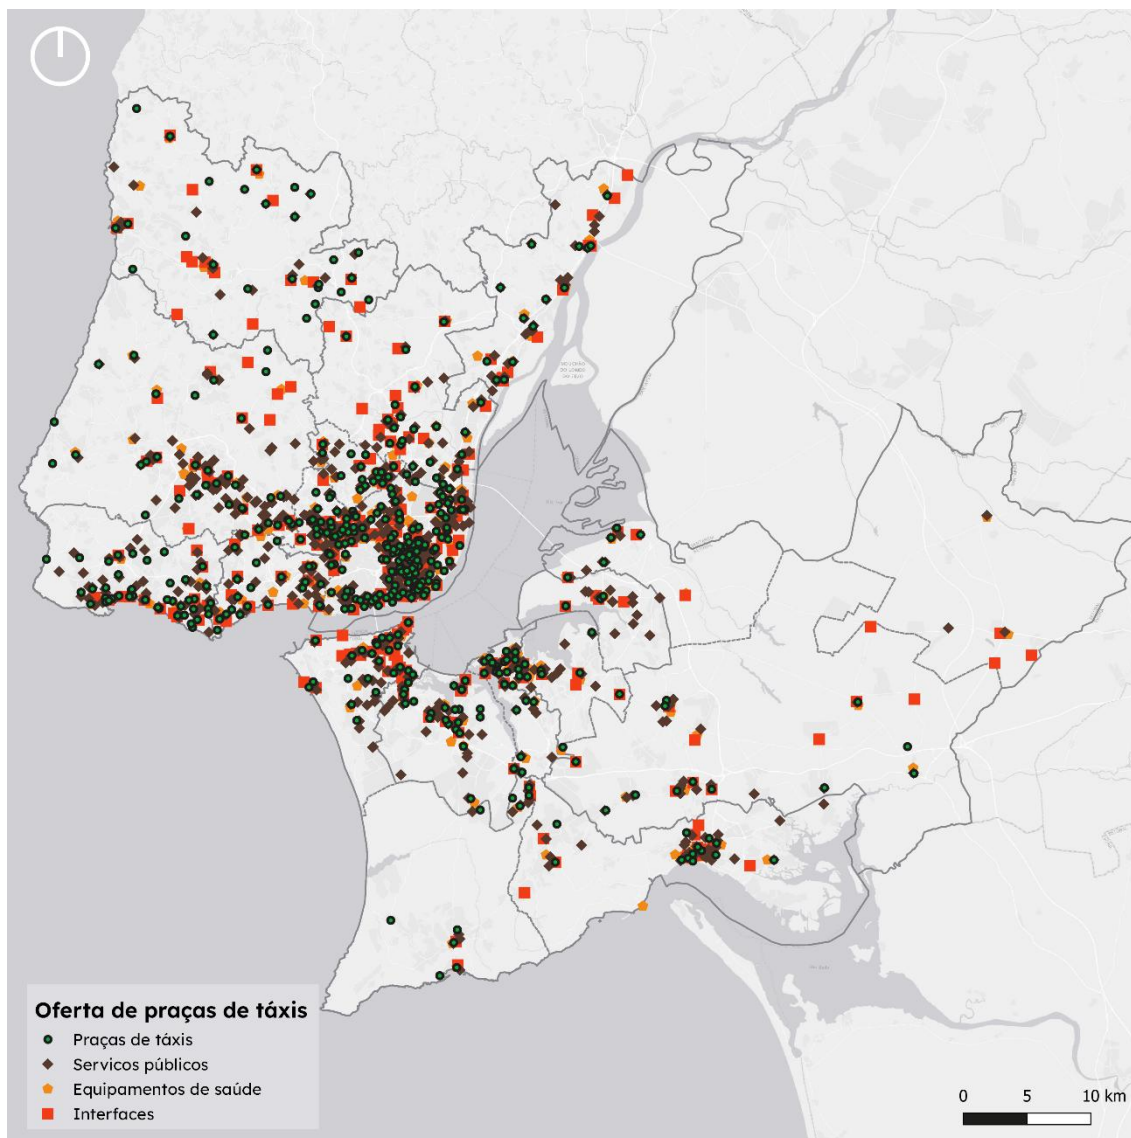 Oferta de praças de táxis
Praças de táxis
Servicos públicos
Equipamentos de saúde
Interfaces
0 5 10 km